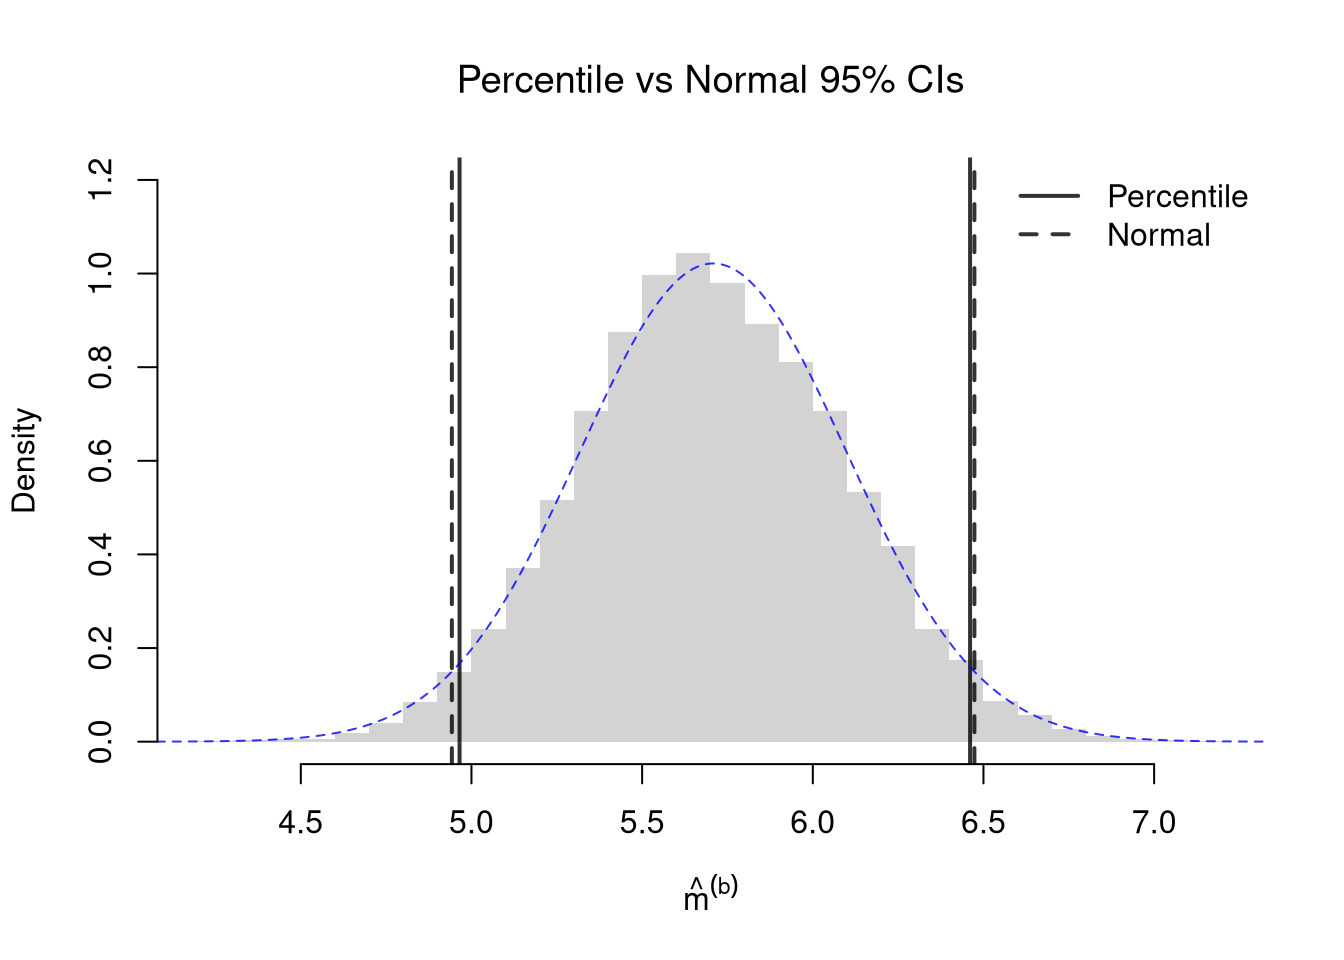 Percentile vs Normal 95% CIs
Percentile
Normal
Density
0.0 0.2 0.4 0.6 0.8 1.0 1.2
4.5 5.0 5.5 6.0 6.5 7.0
m̂⁽ᵇ⁾